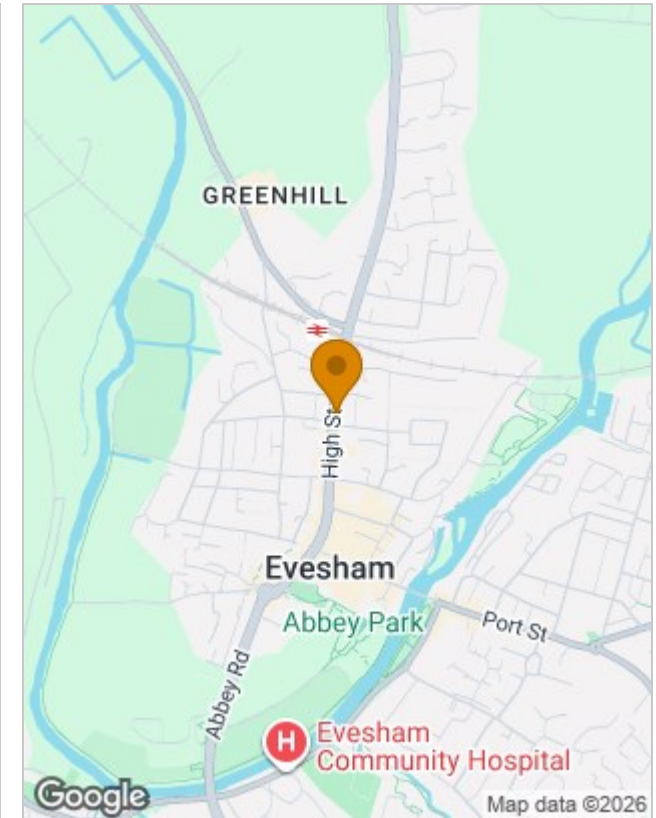 GREENHILL
High St
Evesham
Abbey Park
Port St
Abbey Rd
H
Evesham
Community Hospital
Google
Map data ©2026